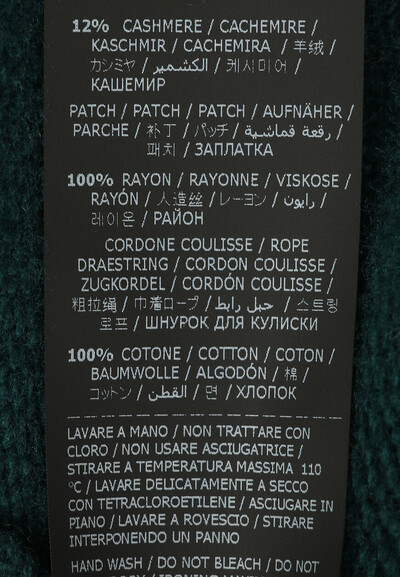 12% CASHMERE / CACHEMIRE /
KASCHMIR / CACHEMIRA / 羊绒 /
カシミヤ / الكشمير / 캐시미어 /
КАШЕМИР
PATCH / PATCH / PATCH / AUFNÄHER /
PARCHE / 补丁 / パッチ / رقعة قماشية /
패치 / ЗАПЛАТКА
100% RAYON / RAYONNE / VISKOSE /
RAYÓN / 人造丝 / レーヨン / رايون /
레이온 / РАЙОН
CORDONE COULISSE / ROPE
DRAESTRING / CORDON COULISSE /
ZUGKORDEL / CORDÓN COULISSE /
粗拉绳 / 巾着ロープ / حبل رابط / 스트링
로프 / ШНУРОК ДЛЯ КУЛИСКИ
100% COTONE / COTTON / COTON /
BAUMWOLLE / ALGODÓN / 棉 /
コットン / القطن / 면 / ХЛОПОК
LAVARE A MANO / NON TRATTARE CON
CLORO / NON USARE ASCIUGATRICE /
STIRARE A TEMPERATURA MASSIMA 110
°C / LAVARE DELICATAMENTE A SECCO
CON TETRACLOROETILENE / ASCIUGARE IN
PIANO / LAVARE A ROVESCIO / STIRARE
INTERPONENDO UN PANNO
HAND WASH / DO NOT BLEACH / DO NOT